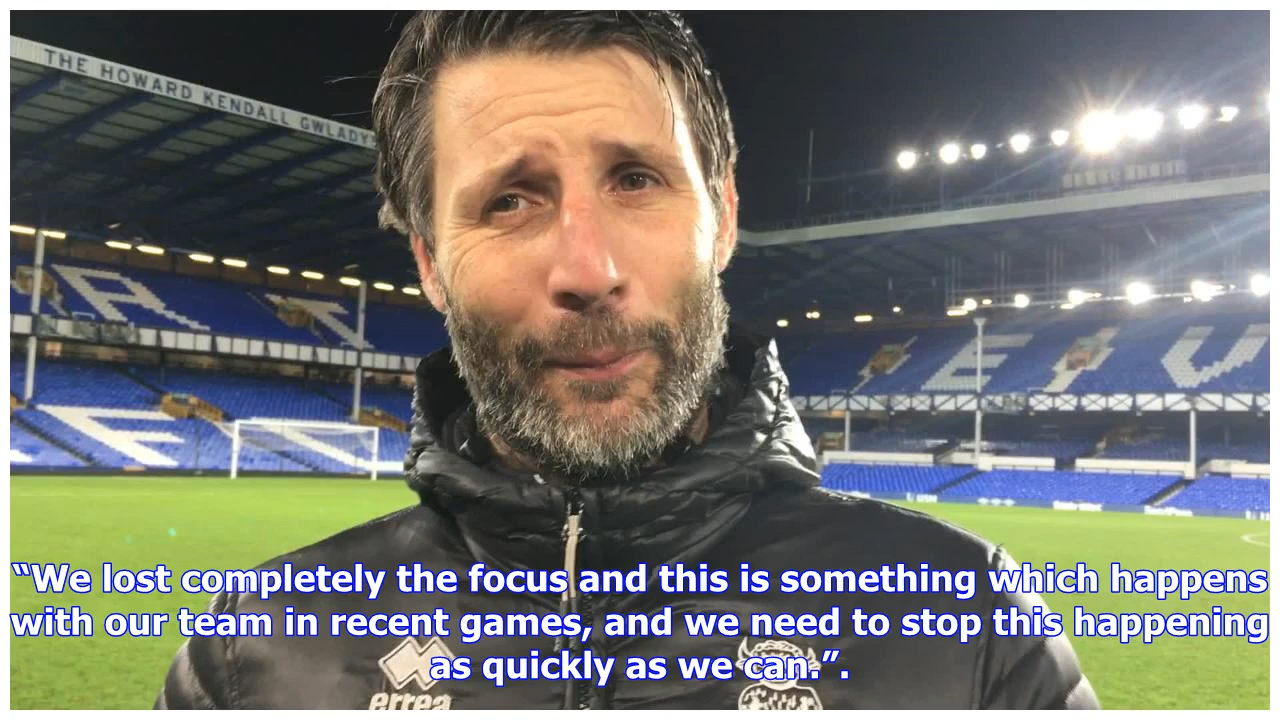 THE HOWARD KENDALL GWLADY
“We lost completely the focus and this is something which happens
with our team in recent games, and we need to stop this happening
as quickly as we can.”.
errea